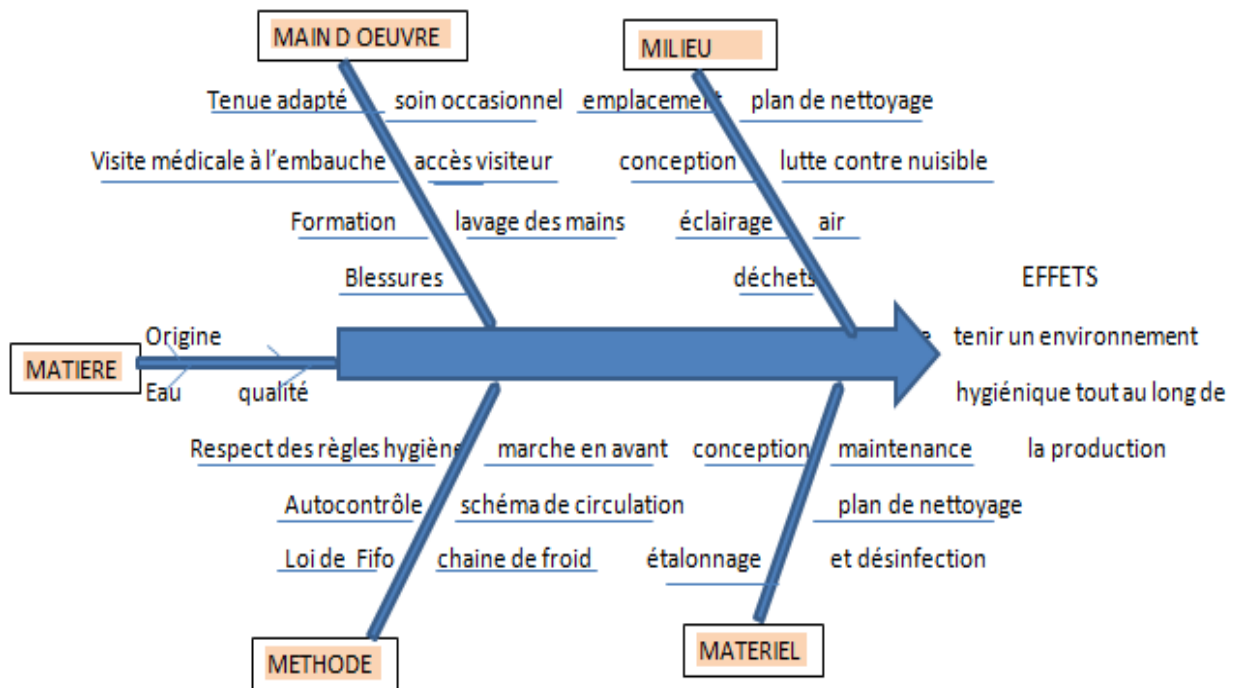 MAIN D OEUVRE
MILIEU
Tenue adapté soin occasionnel emplacement plan de nettoyage
Visite médicale à l'embauche accès visiteur conception lutte contre nuisible
Formation lavage des mains éclairage air
Blessures déchets EFFETS
Origine tenir un environnement
MATIERE
Eau qualité hygiénique tout au long de
Respect des règles hygiène marche en avant conception maintenance la production
Autocontrôle schéma de circulation plan de nettoyage
Loi de Fifo chaine de froid étalonnage et désinfection
METHODE
MATERIEL